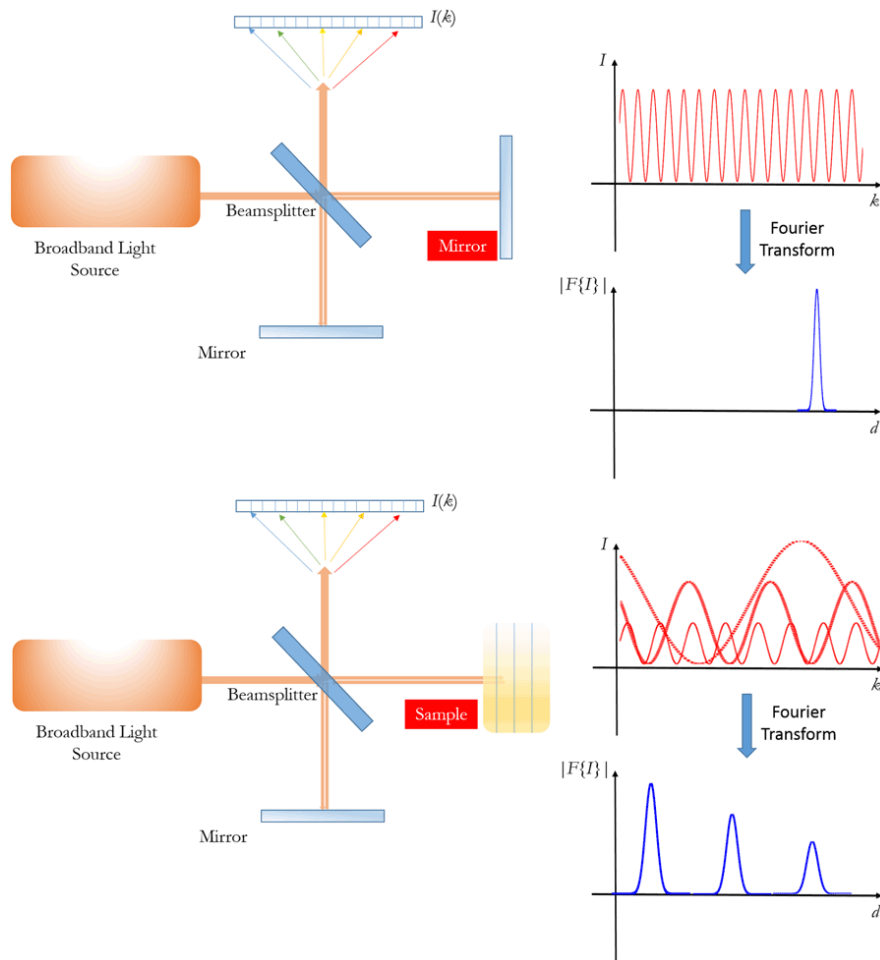 I(k)
Beamsplitter
Broadband Light
Source
Mirror
Mirror
I
k
Fourier
Transform
|F{I}|
d
I(k)
Beamsplitter
Broadband Light
Source
Sample
Mirror
I
k
Fourier
Transform
|F{I}|
d